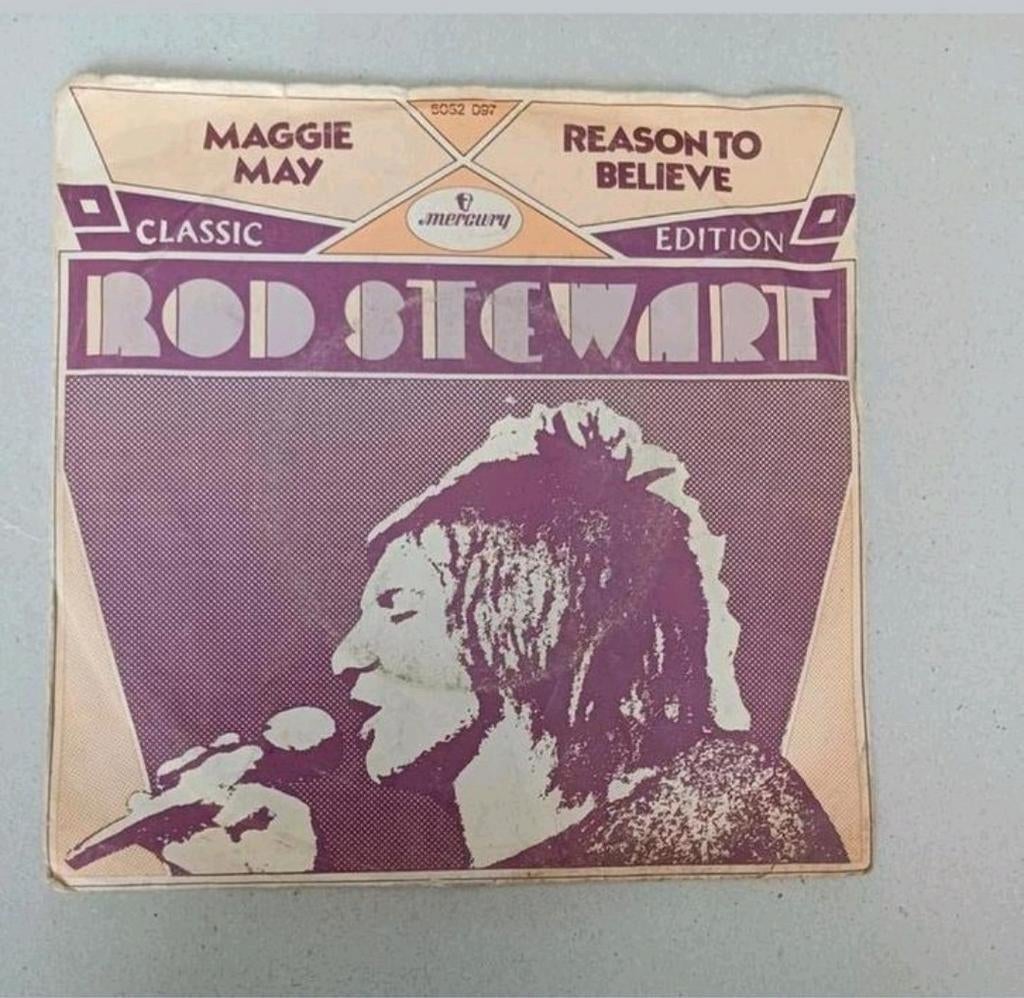 6052 097
MAGGIE
MAY
REASON TO
BELIEVE
mercury
CLASSIC
EDITION
ROD STEWART